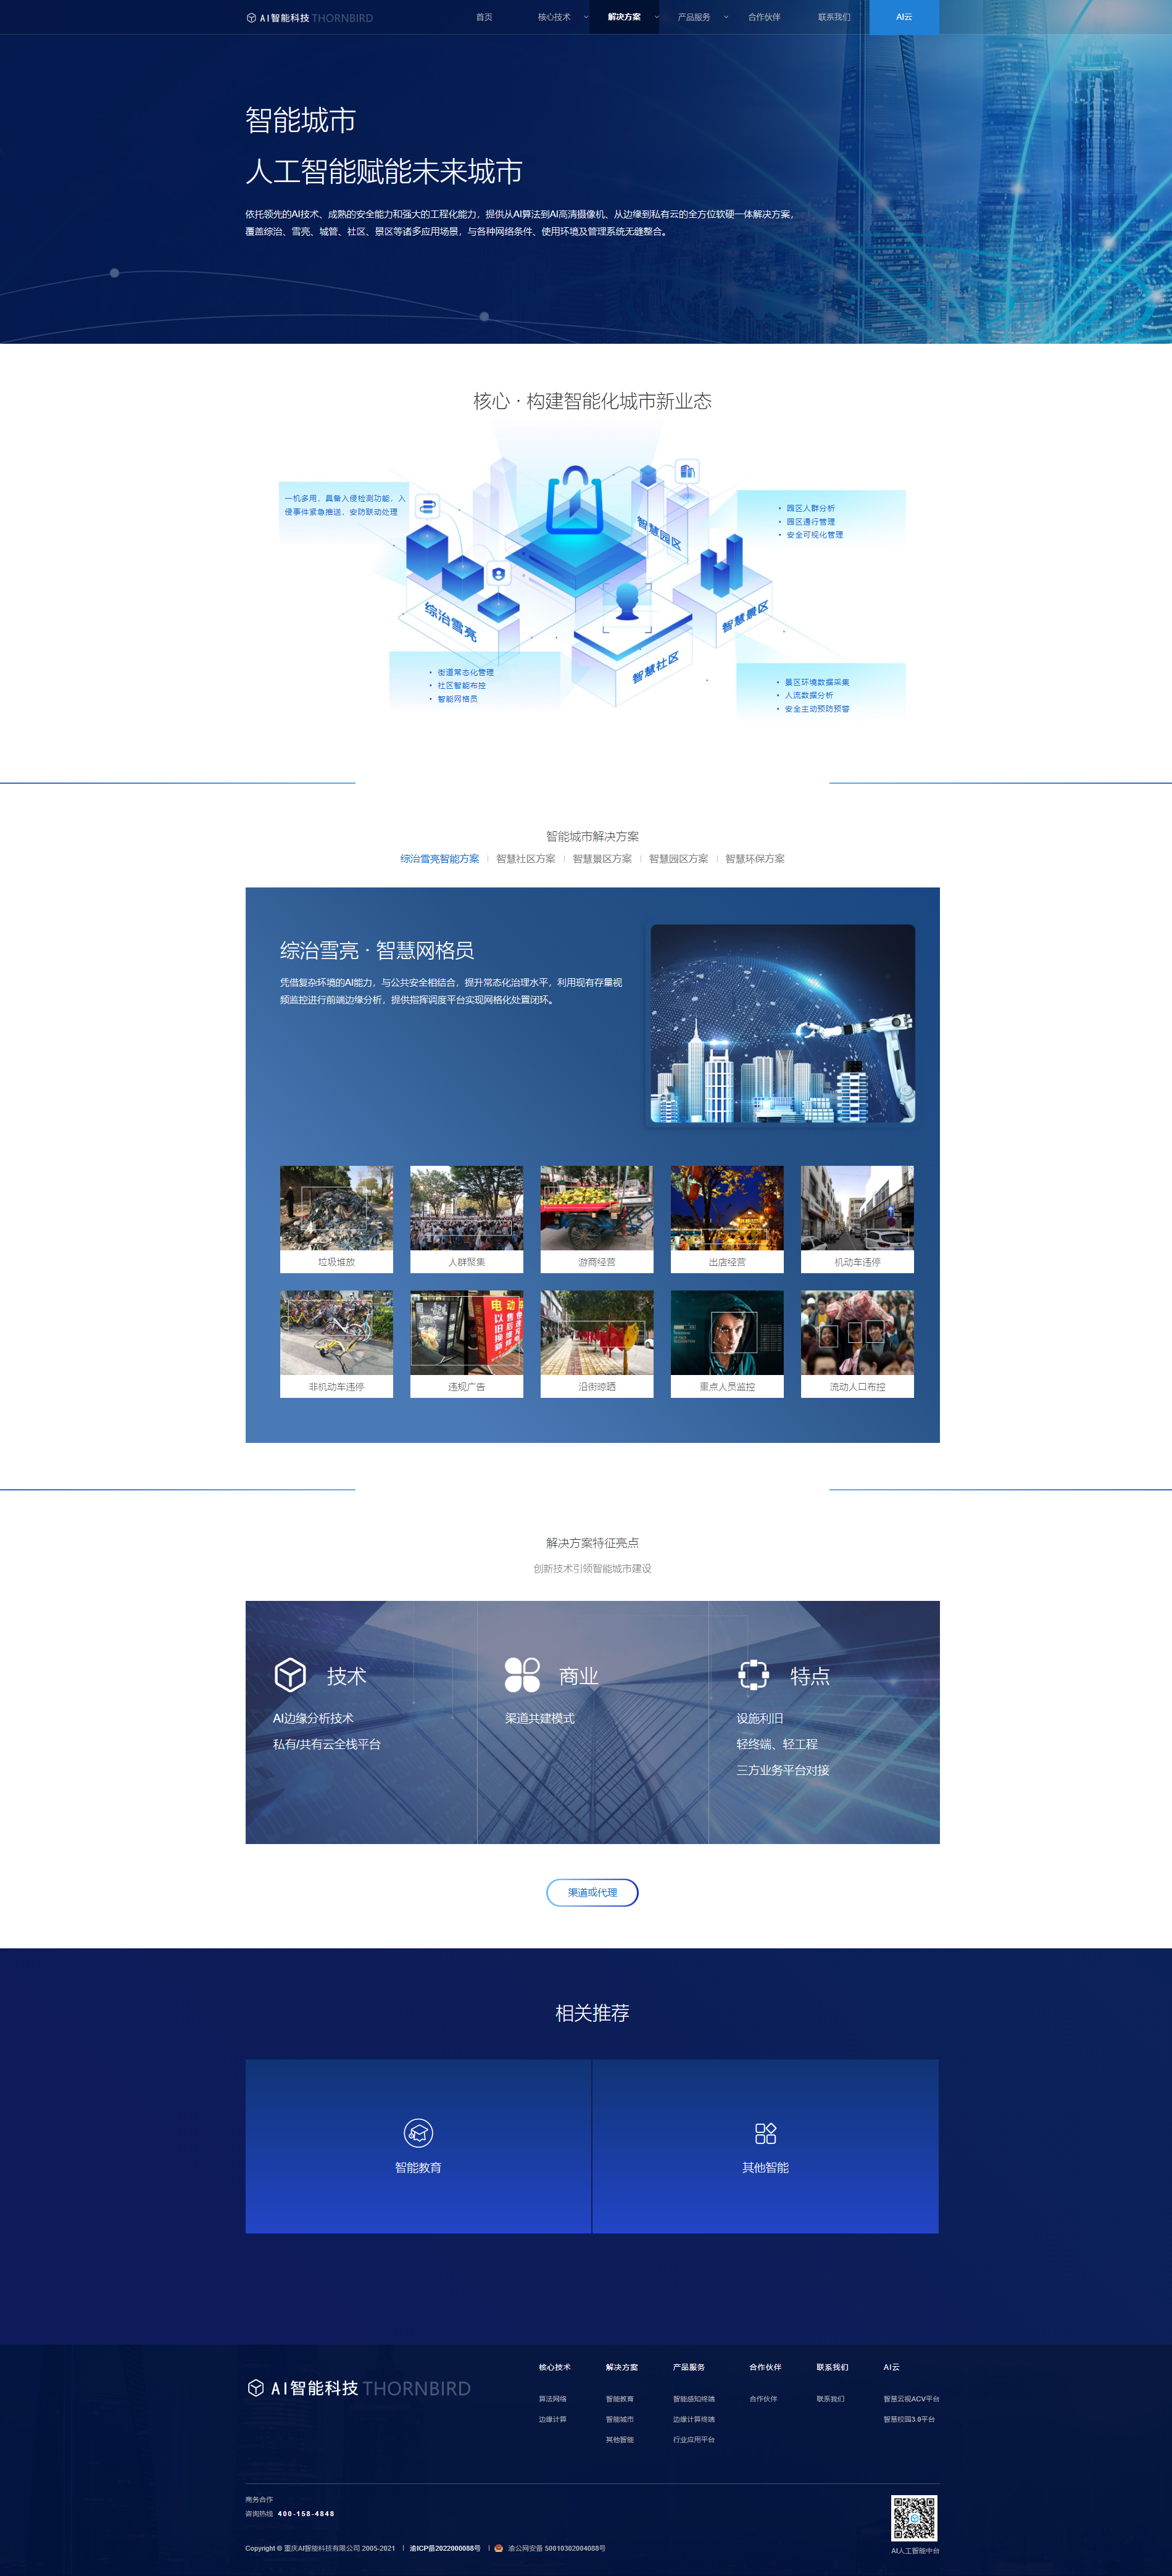 AI智能科技 THORNBIRD
首页 核心技术 解决方案 产品服务 合作伙伴 联系我们 AI云
智能城市
人工智能赋能未来城市
依托领先的AI技术、成熟的安全能力和强大的工程化能力，提供从AI算法到AI高清摄像机、从边缘到私有云的全方位软硬一体解决方案，
覆盖综治、雪亮、城管、社区、景区等诸多应用场景，与各种网络条件、使用环境及管理系统无缝整合。
核心 · 构建智能化城市新业态
一机多用，具备入侵检测功能，入
侵事件紧急推送，安防联动处理
智慧园区
• 园区人群分析
• 园区通行管理
• 安全可视化管理
综治雪亮
智慧景区
智慧社区
• 街道常态化管理
• 社区智能布控
• 智能网格员
• 景区环境数据采集
• 人流数据分析
• 安全主动预防预警
智能城市解决方案
综治雪亮智能方案 | 智慧社区方案 | 智慧景区方案 | 智慧园区方案 | 智慧环保方案
综治雪亮 · 智慧网格员
凭借复杂环境的AI能力，与公共安全相结合，提升常态化治理水平，利用现有存量视
频监控进行前端边缘分析，提供指挥调度平台实现网格化处置闭环。
垃圾堆放 人群聚集 游商经营 出店经营 机动车违停
非机动车违停 违规广告 沿街晾晒 重点人员监控 流动人口布控
解决方案特征亮点
创新技术引领智能城市建设
技术
AI边缘分析技术
私有/共有云全栈平台
商业
渠道共建模式
特点
设施利旧
轻终端、轻工程
三方业务平台对接
渠道或代理
相关推荐
智能教育 其他智能
AI智能科技 THORNBIRD
核心技术 解决方案 产品服务 合作伙伴 联系我们 AI云
算法网络 智能教育 智能感知终端 合作伙伴 联系我们 智慧云视ACV平台
边缘计算 智能城市 边缘计算终端 智慧校园3.0平台
其他智能 行业应用平台
商务合作
咨询热线 400-158-4848
Copyright © 重庆AI智能科技有限公司 2005-2021 | 渝ICP备2022000088号 | 渝公网安备 50010302004088号
AI人工智能中台